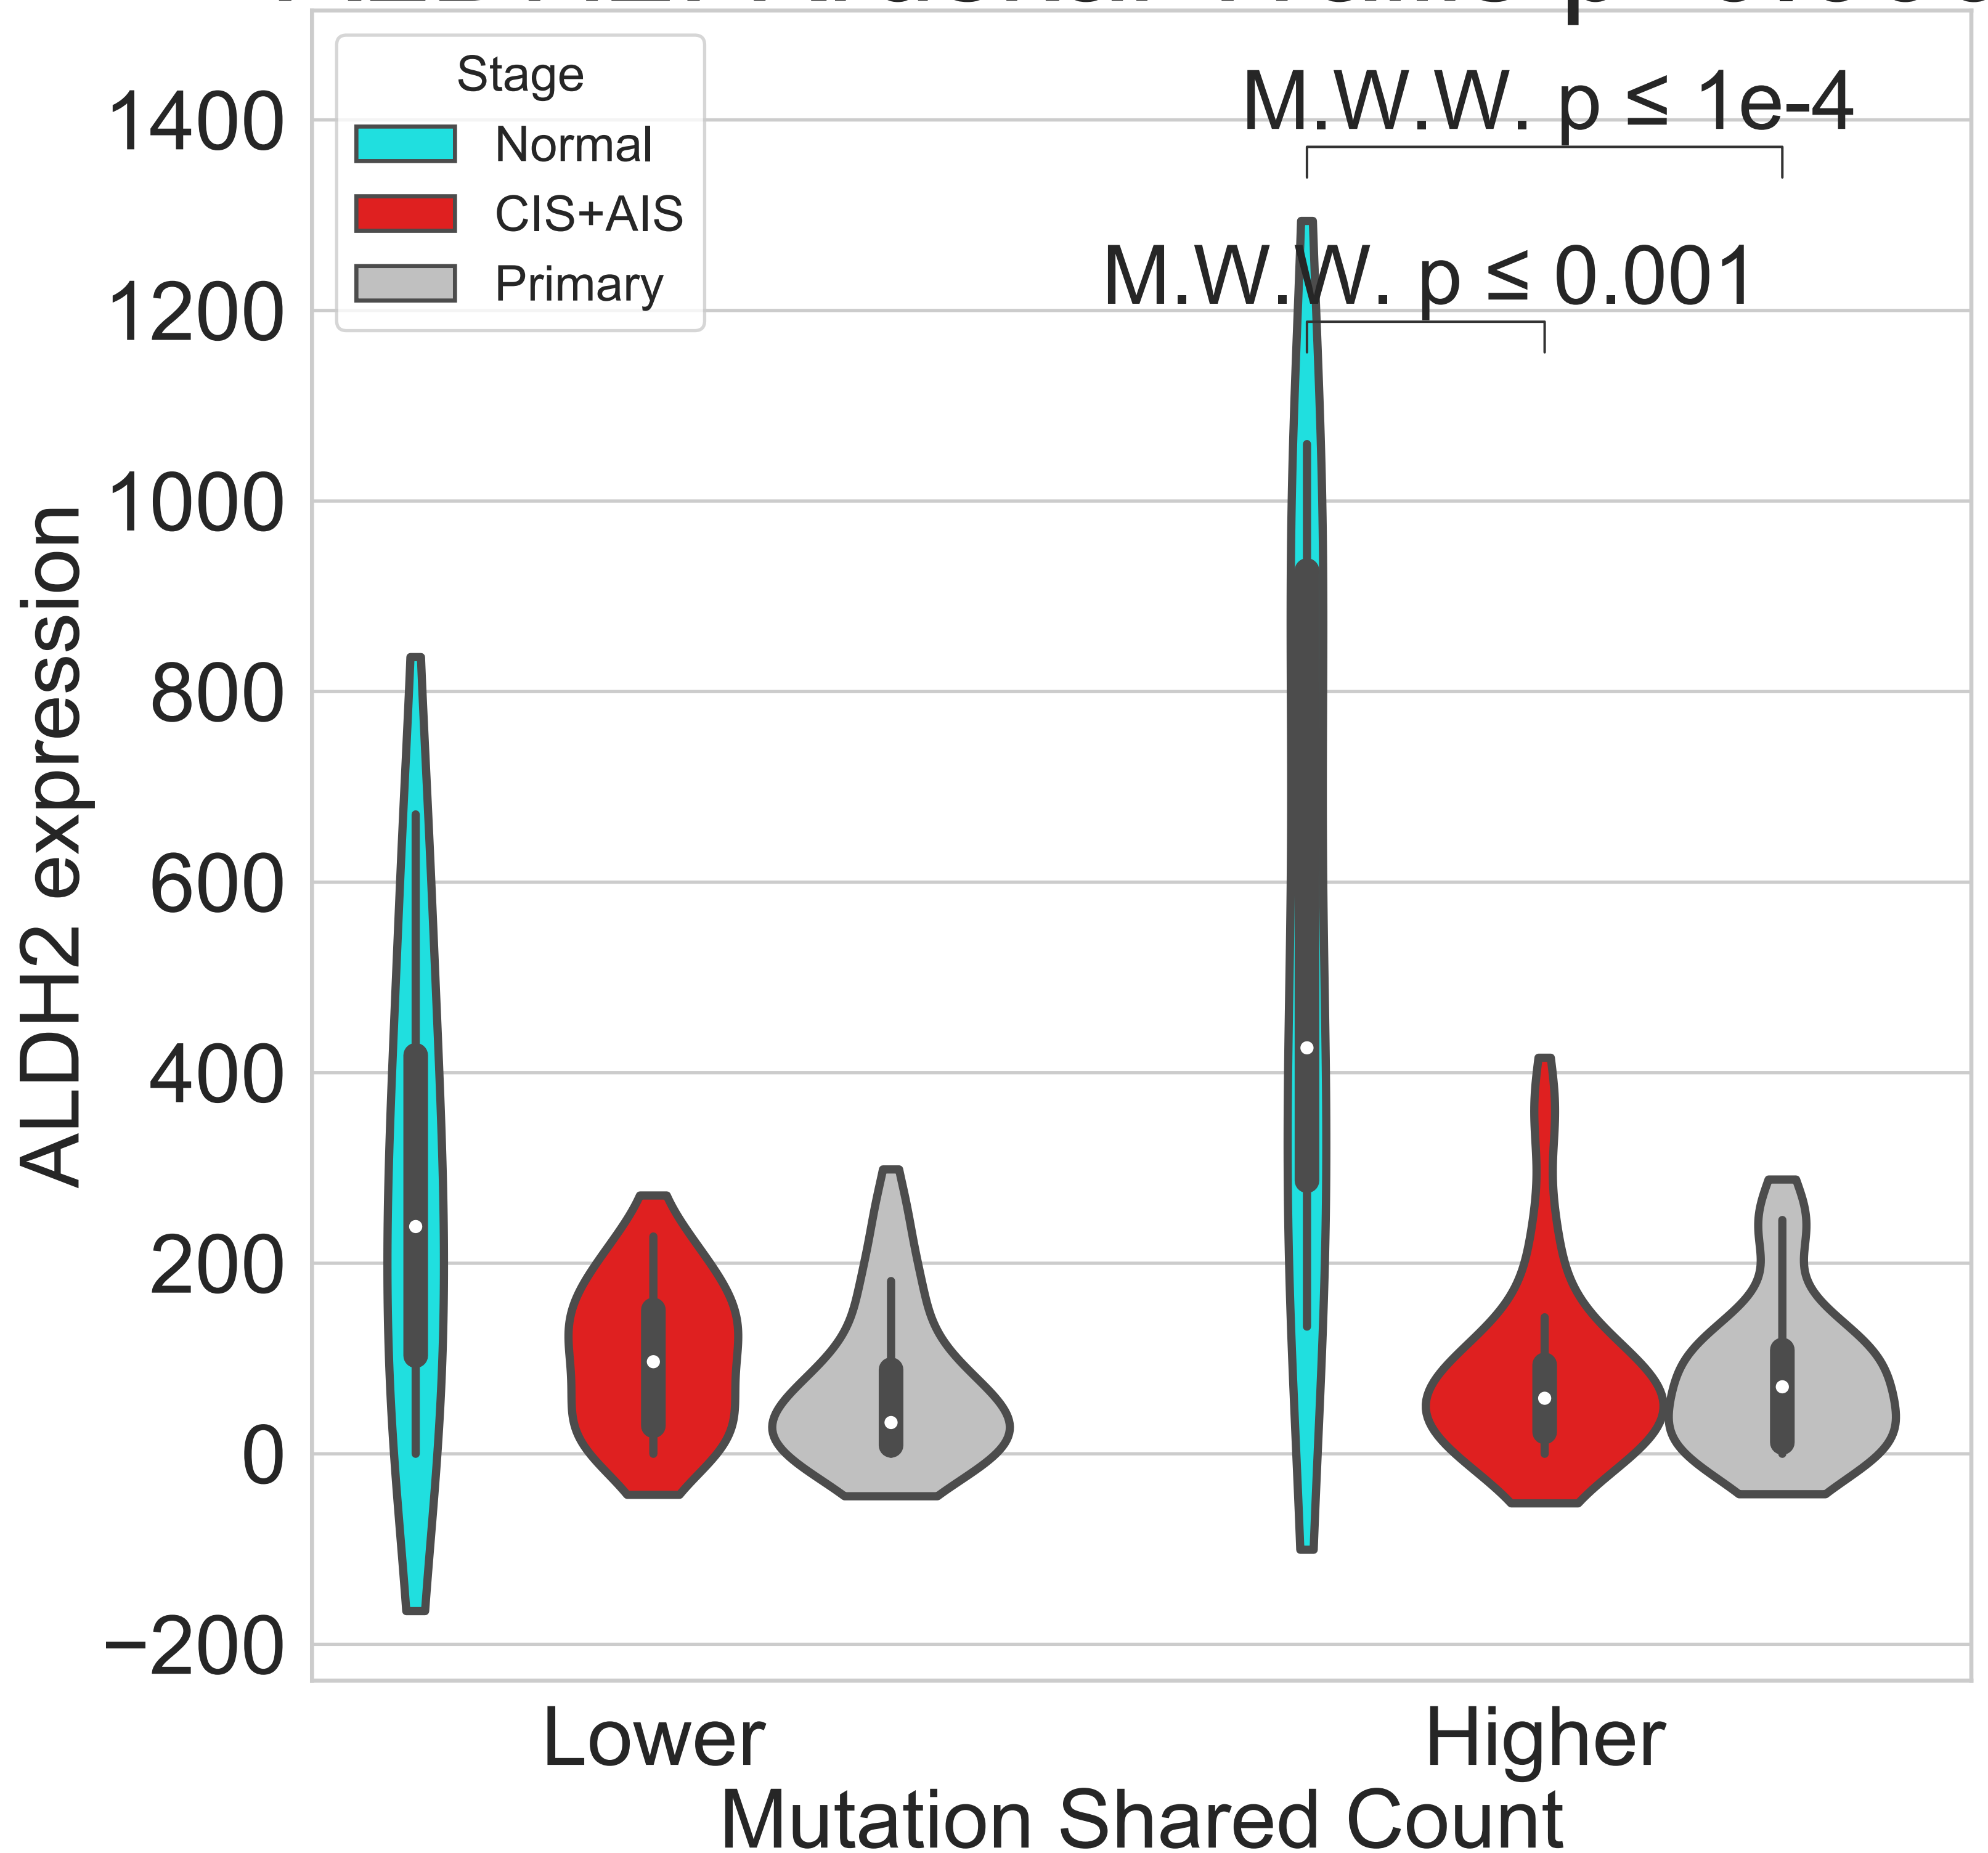 Stage
Normal
CIS+AIS
Primary
M.W.W. p ≤ 1e-4
M.W.W. p ≤ 0.001
1400
1200
1000
800
600
400
200
0
−200
ALDH2 expression
Lower
Higher
Mutation Shared Count